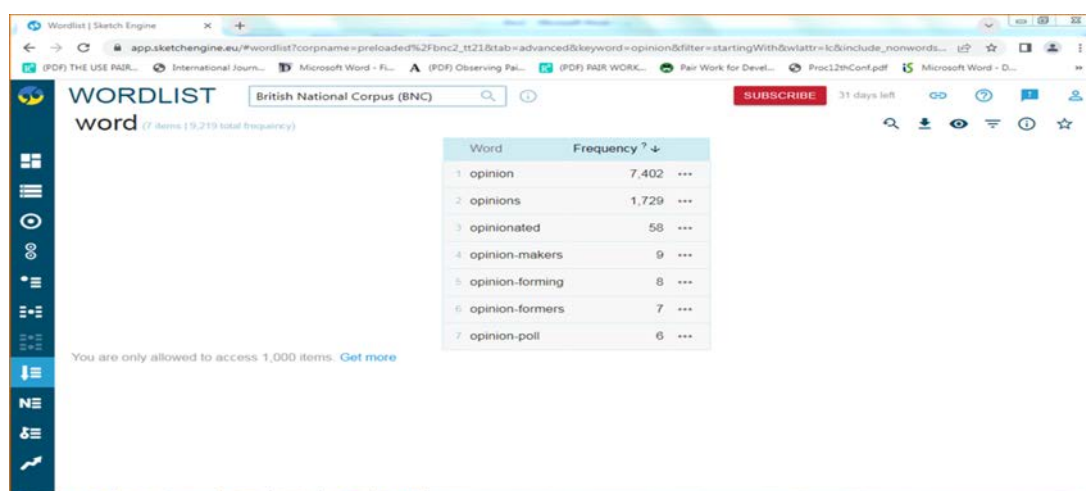 Wordlist | Sketch Engine
app.sketchengine.eu/#wordlist?corpname=preloaded%2Fbnc2_tt21&tab=advanced&keyword=opinion&filter=startingWith&wlattr=lc&include_nonwords...
(PDF) THE USE PAIR... International Journ... Microsoft Word - Fi... (PDF) Observing Pai... (PDF) PAIR WORK... Pair Work for Devel... Proc12thConf.pdf Microsoft Word - D...
WORDLIST British National Corpus (BNC) SUBSCRIBE 31 days left
word (7 items | 9,219 total frequency)
Word Frequency ?
1 opinion 7,402 •••
2 opinions 1,729 •••
3 opinionated 58 •••
4 opinion-makers 9 •••
5 opinion-forming 8 •••
6 opinion-formers 7 •••
7 opinion-poll 6 •••
You are only allowed to access 1,000 items. Get more